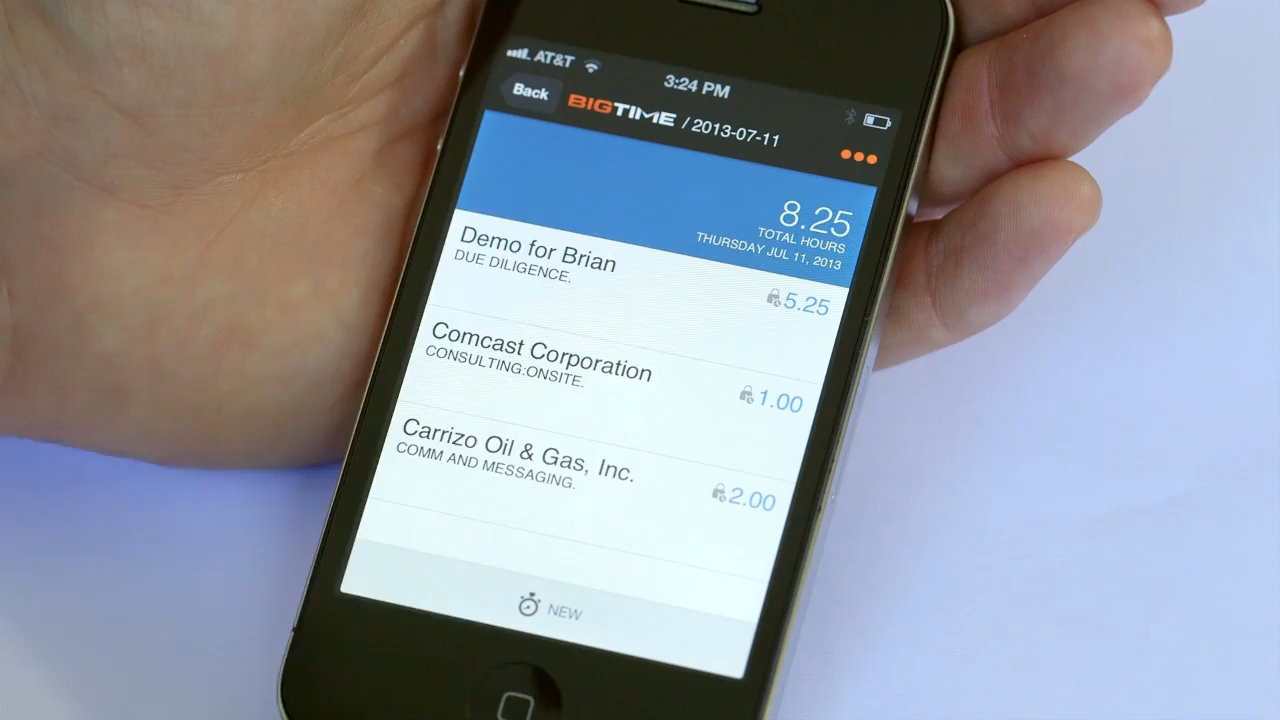 AT&T 3:24 PM
Back BIGTIME / 2013-07-11
8.25
TOTAL HOURS
THURSDAY JUL 11, 2013
Demo for Brian
DUE DILIGENCE.
5.25
Comcast Corporation
CONSULTING:ONSITE.
1.00
Carrizo Oil & Gas, Inc.
COMM AND MESSAGING.
2.00
NEW